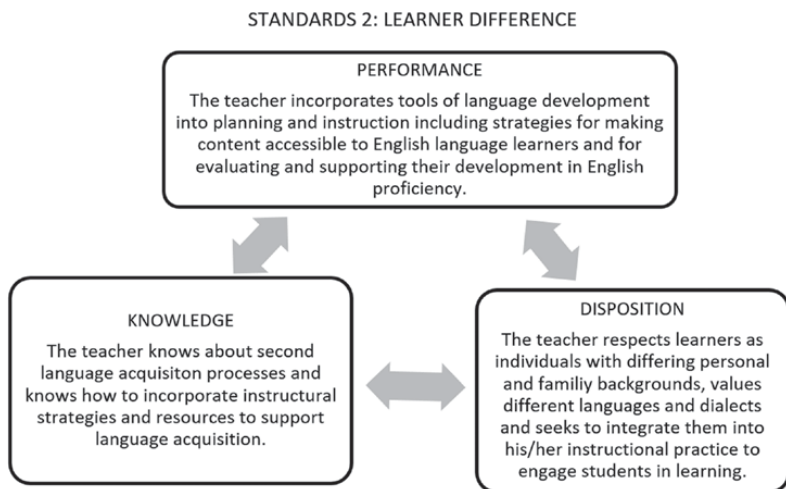 STANDARDS 2: LEARNER DIFFERENCE
PERFORMANCE
The teacher incorporates tools of language development
into planning and instruction including strategies for making
content accessible to English language learners and for
evaluating and supporting their development in English
proficiency.
KNOWLEDGE
The teacher knows about second
language acquisiton processes and
knows how to incorporate instructural
strategies and resources to support
language acquisition.
DISPOSITION
The teacher respects learners as
individuals with differing personal
and familiy backgrounds, values
different languages and dialects
and seeks to integrate them into
his/her instructional practice to
engage students in learning.